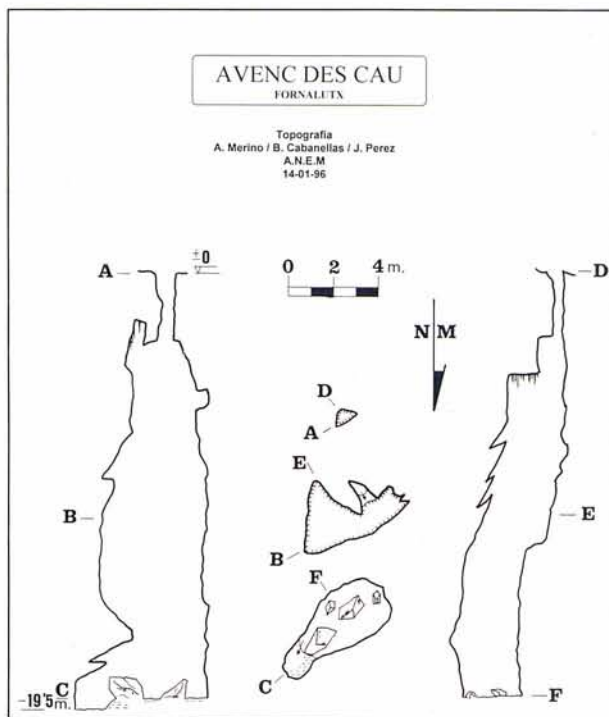 AVENC DES CAU
FORNALUTX
Topografia
A. Merino / B. Cabanellas / J. Perez
A.N.E.M
14-01-96
A
±0
0 2 4 m.
D
N M
D
A
E
B
B
E
F
C
C
-19'5 m.
F